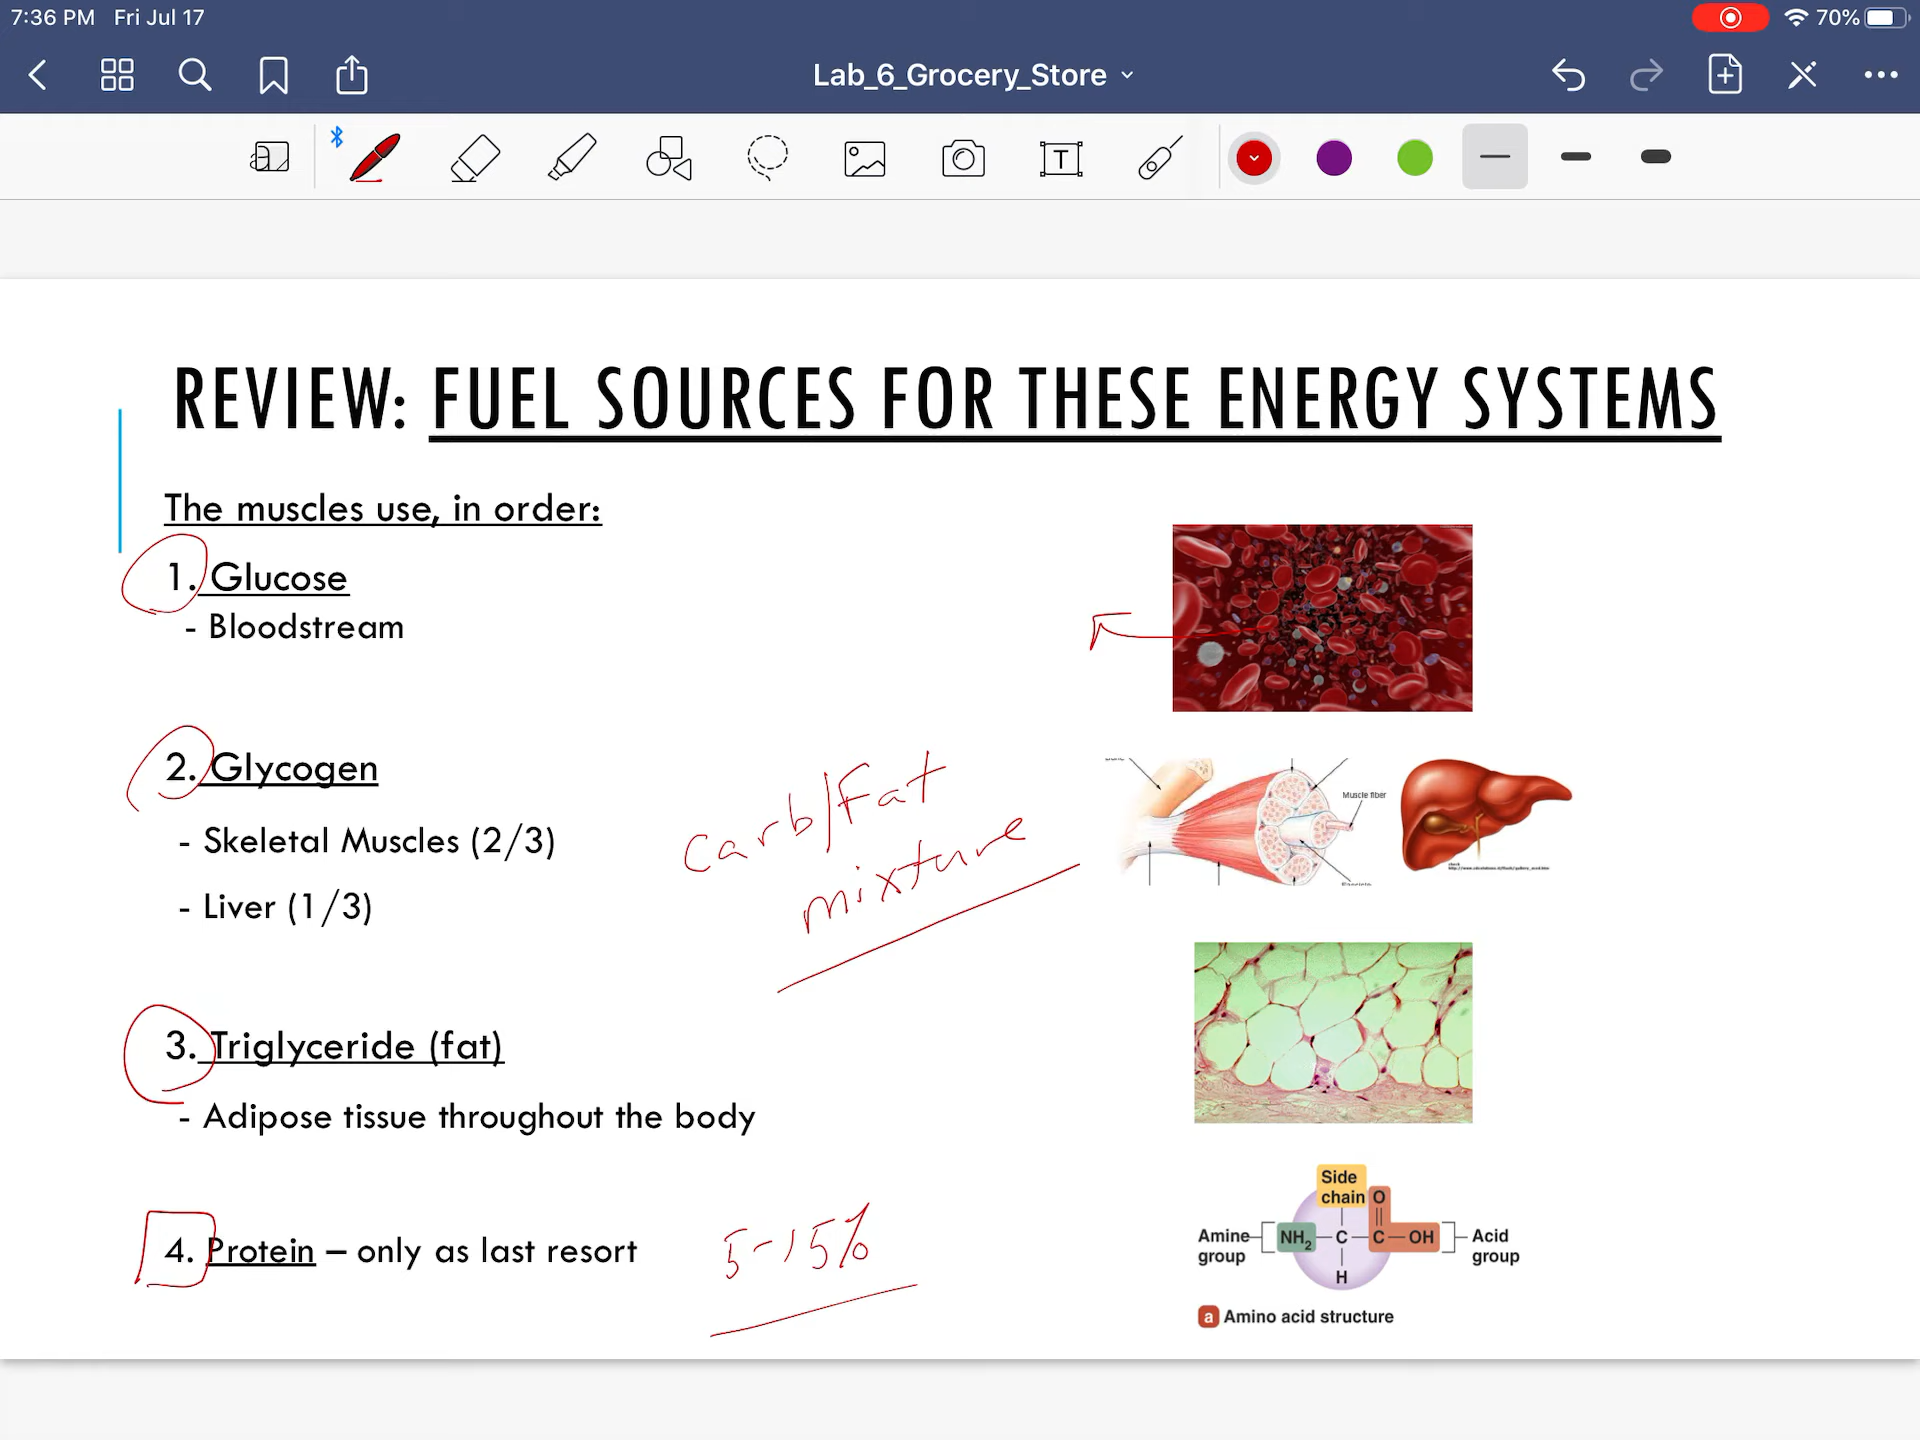 7:36 PM Fri Jul 17
70%
Lab_6_Grocery_Store
a
T
REVIEW: FUEL SOURCES FOR THESE ENERGY SYSTEMS
The muscles use, in order:
1. Glucose
- Bloodstream
2. Glycogen
- Skeletal Muscles (2/3)
- Liver (1/3)
Carb/Fat
mixture
Muscle fiber
3. Triglyceride (fat)
- Adipose tissue throughout the body
4. Protein – only as last resort
5-15%
Side
chain
O
Amine
group
NH2 C C OH
Acid
group
H
a Amino acid structure